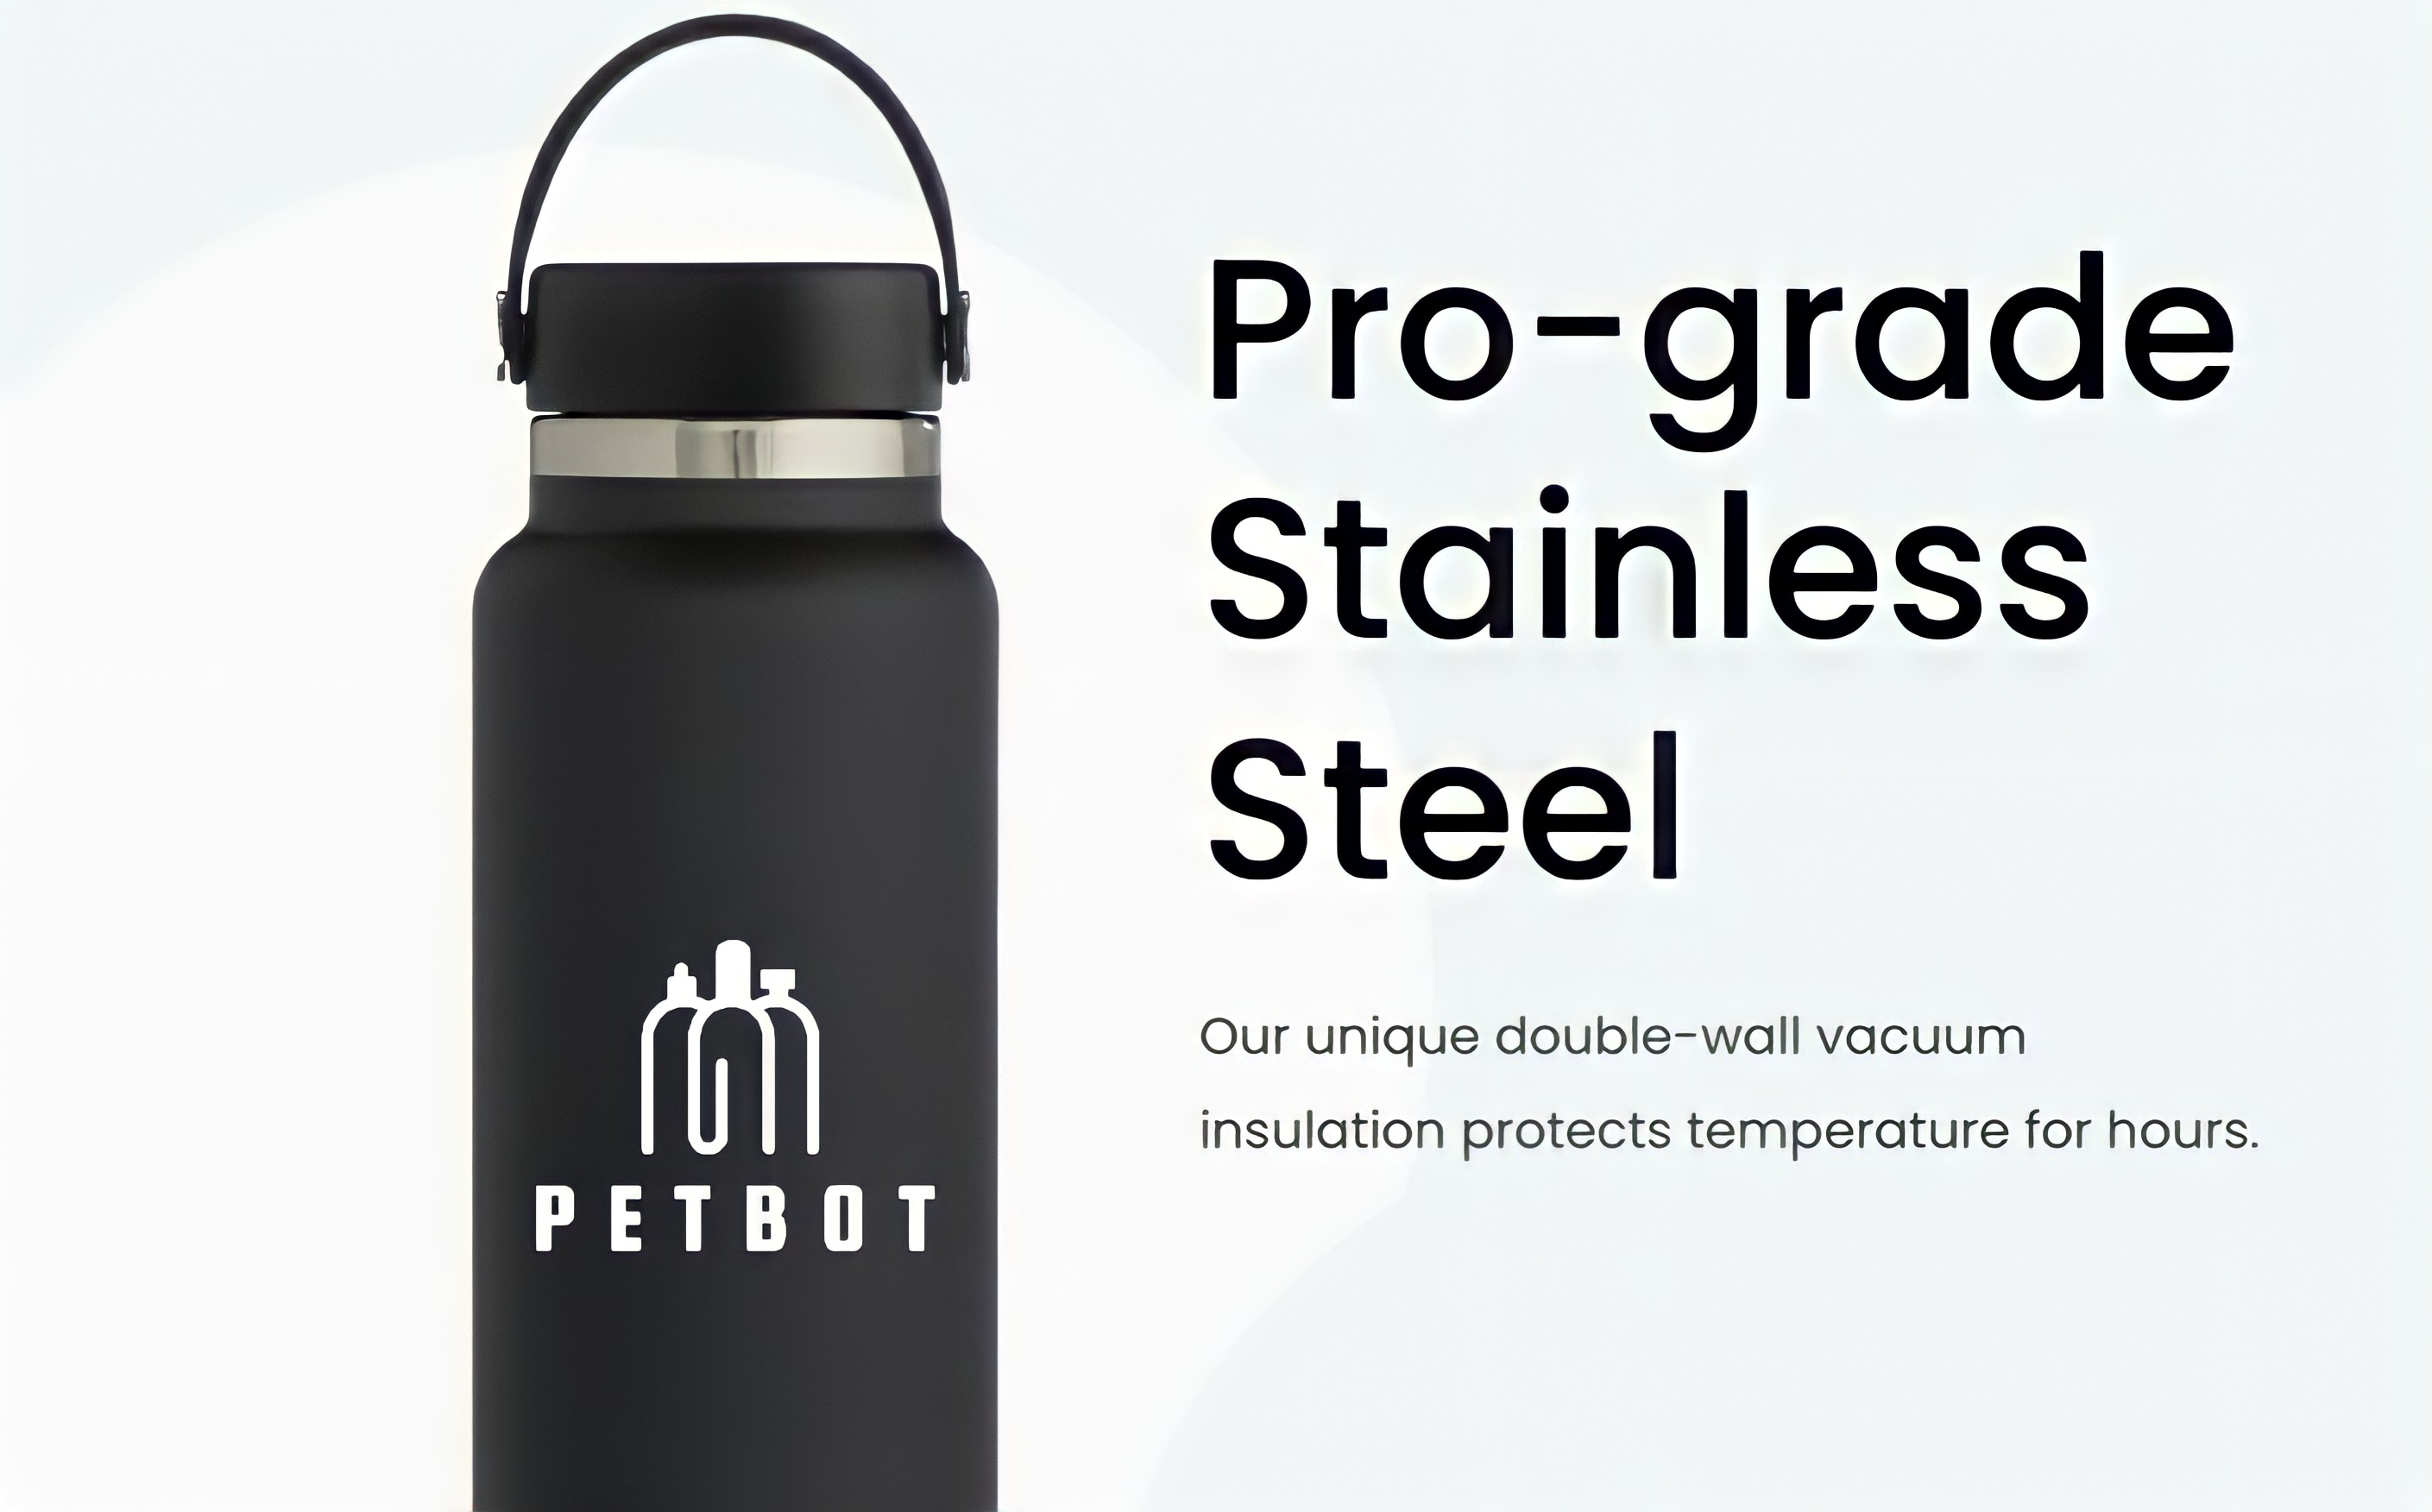 Pro-grade
Stainless
Steel
Our unique double-wall vacuum
insulation protects temperature for hours.
PETBOT